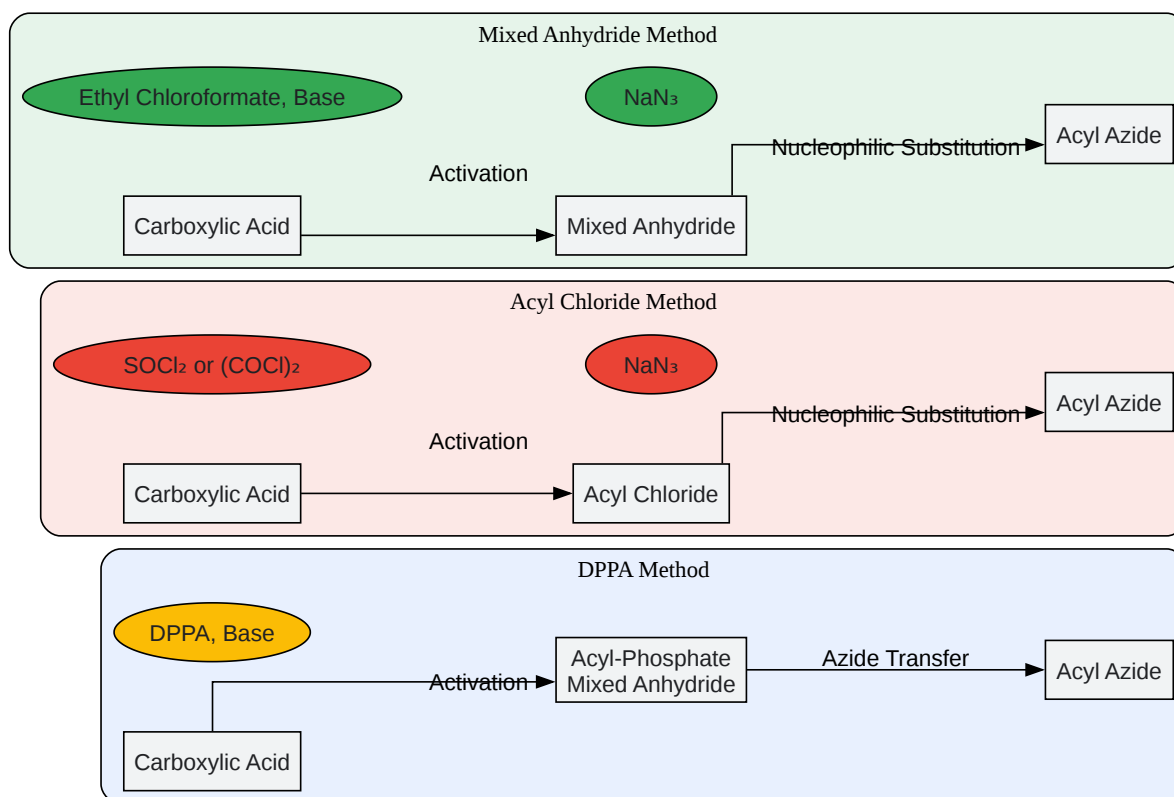 Mixed Anhydride Method
Ethyl Chloroformate, Base
NaN₃
Acyl Azide
Nucleophilic Substitution
Activation
Carboxylic Acid
Mixed Anhydride
Acyl Chloride Method
SOCl₂ or (COCl)₂
NaN₃
Acyl Azide
Nucleophilic Substitution
Activation
Carboxylic Acid
Acyl Chloride
DPPA Method
DPPA, Base
Acyl-Phosphate
Mixed Anhydride
Azide Transfer
Acyl Azide
Activation
Carboxylic Acid